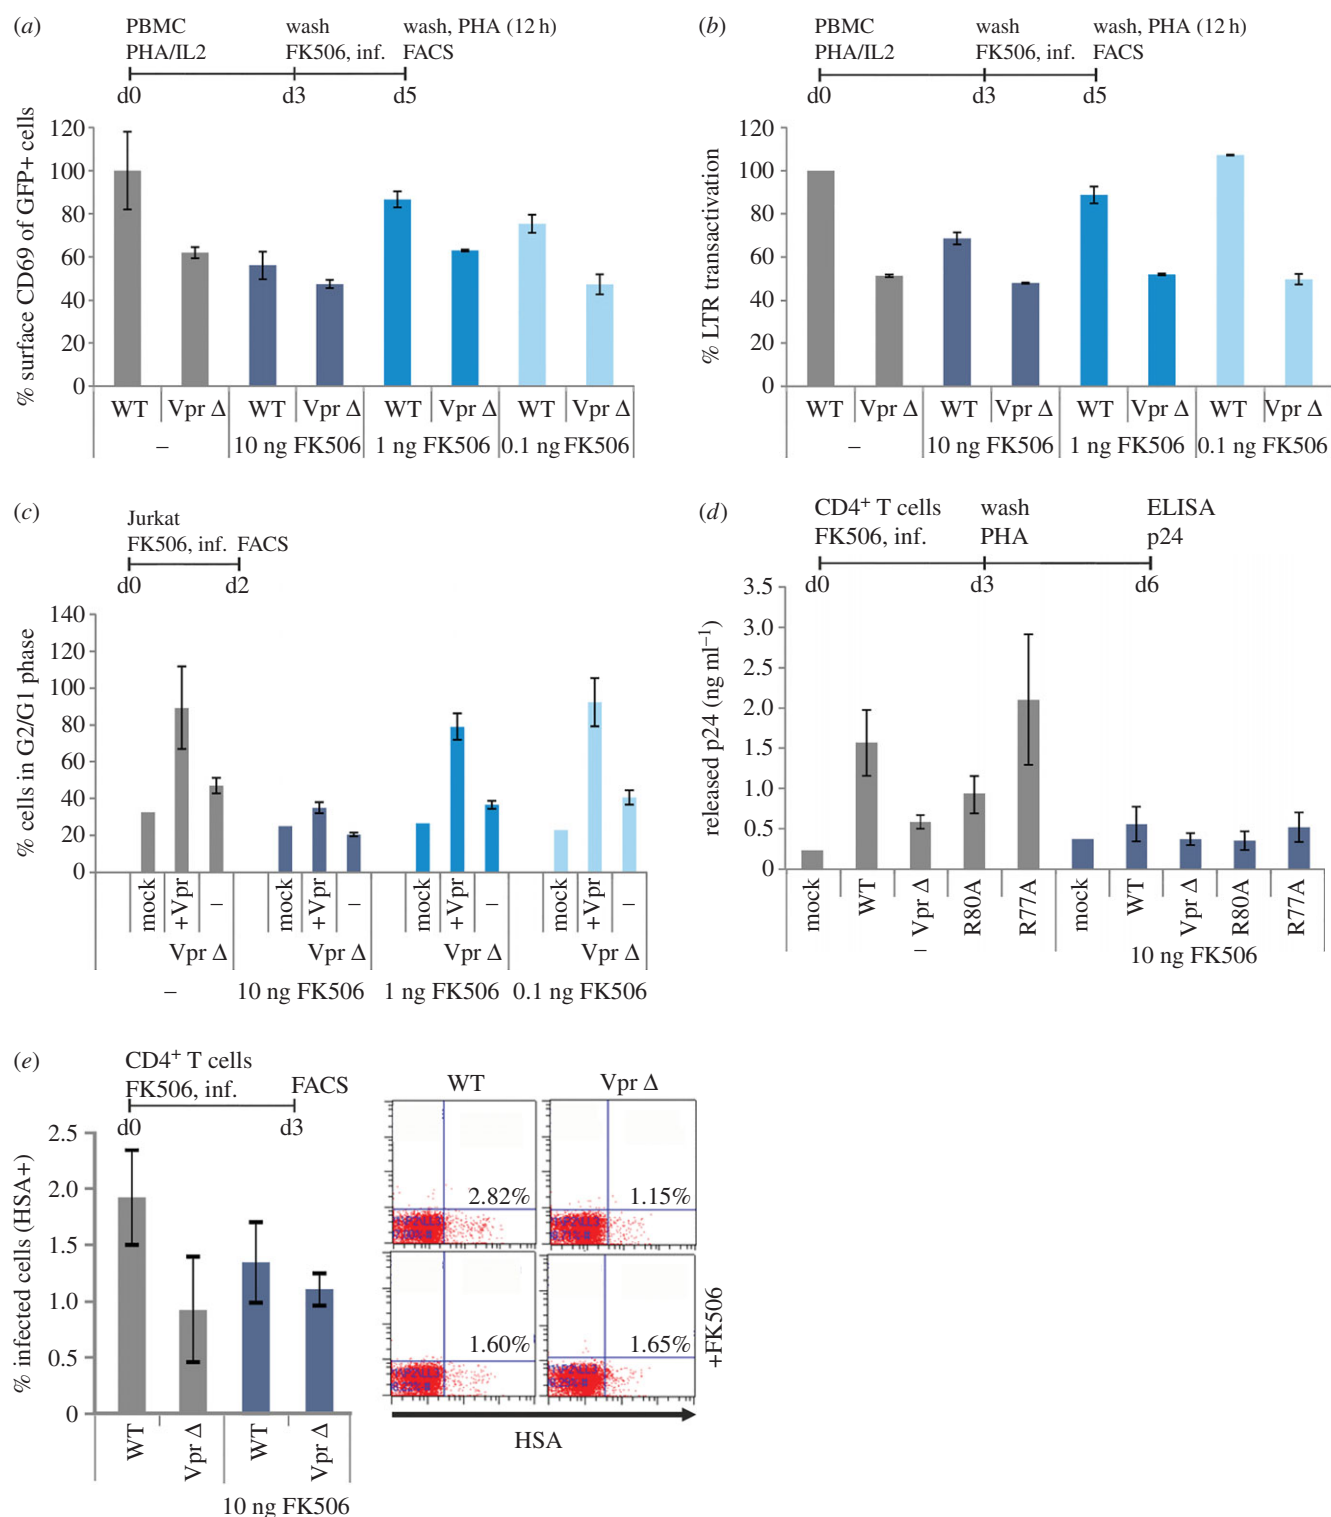 (a)
PBMC wash wash, PHA (12 h)
PHA/IL2 FK506, inf. FACS
d0 d3 d5
% surface CD69 of GFP+ cells
120
100
80
60
40
20
0
WT Vpr Δ WT Vpr Δ WT Vpr Δ WT Vpr Δ
– 10 ng FK506 1 ng FK506 0.1 ng FK506
(b)
PBMC wash wash, PHA (12 h)
PHA/IL2 FK506, inf. FACS
d0 d3 d5
% LTR transactivation
120
100
80
60
40
20
0
WT Vpr Δ WT Vpr Δ WT Vpr Δ WT Vpr Δ
– 10 ng FK506 1 ng FK506 0.1 ng FK506
(c)
Jurkat
FK506, inf. FACS
d0 d2
% cells in G2/G1 phase
140
120
100
80
60
40
20
0
mock +Vpr – mock +Vpr – mock +Vpr – mock +Vpr –
Vpr Δ Vpr Δ Vpr Δ Vpr Δ
– 10 ng FK506 1 ng FK506 0.1 ng FK506
(d)
CD4+ T cells wash ELISA
FK506, inf. PHA p24
d0 d3 d6
released p24 (ng ml−1)
3.5
3.0
2.5
2.0
1.5
1.0
0.5
0
mock WT Vpr Δ R80A R77A mock WT Vpr Δ R80A R77A
– 10 ng FK506
(e)
CD4+ T cells
FK506, inf. FACS
d0 d3
% infected cells (HSA+)
2.5
2.0
1.5
1.0
0.5
0
WT Vpr Δ WT Vpr Δ
10 ng FK506
WT Vpr Δ
2.82% 1.15%
1.60% 1.65%
+FK506
HSA